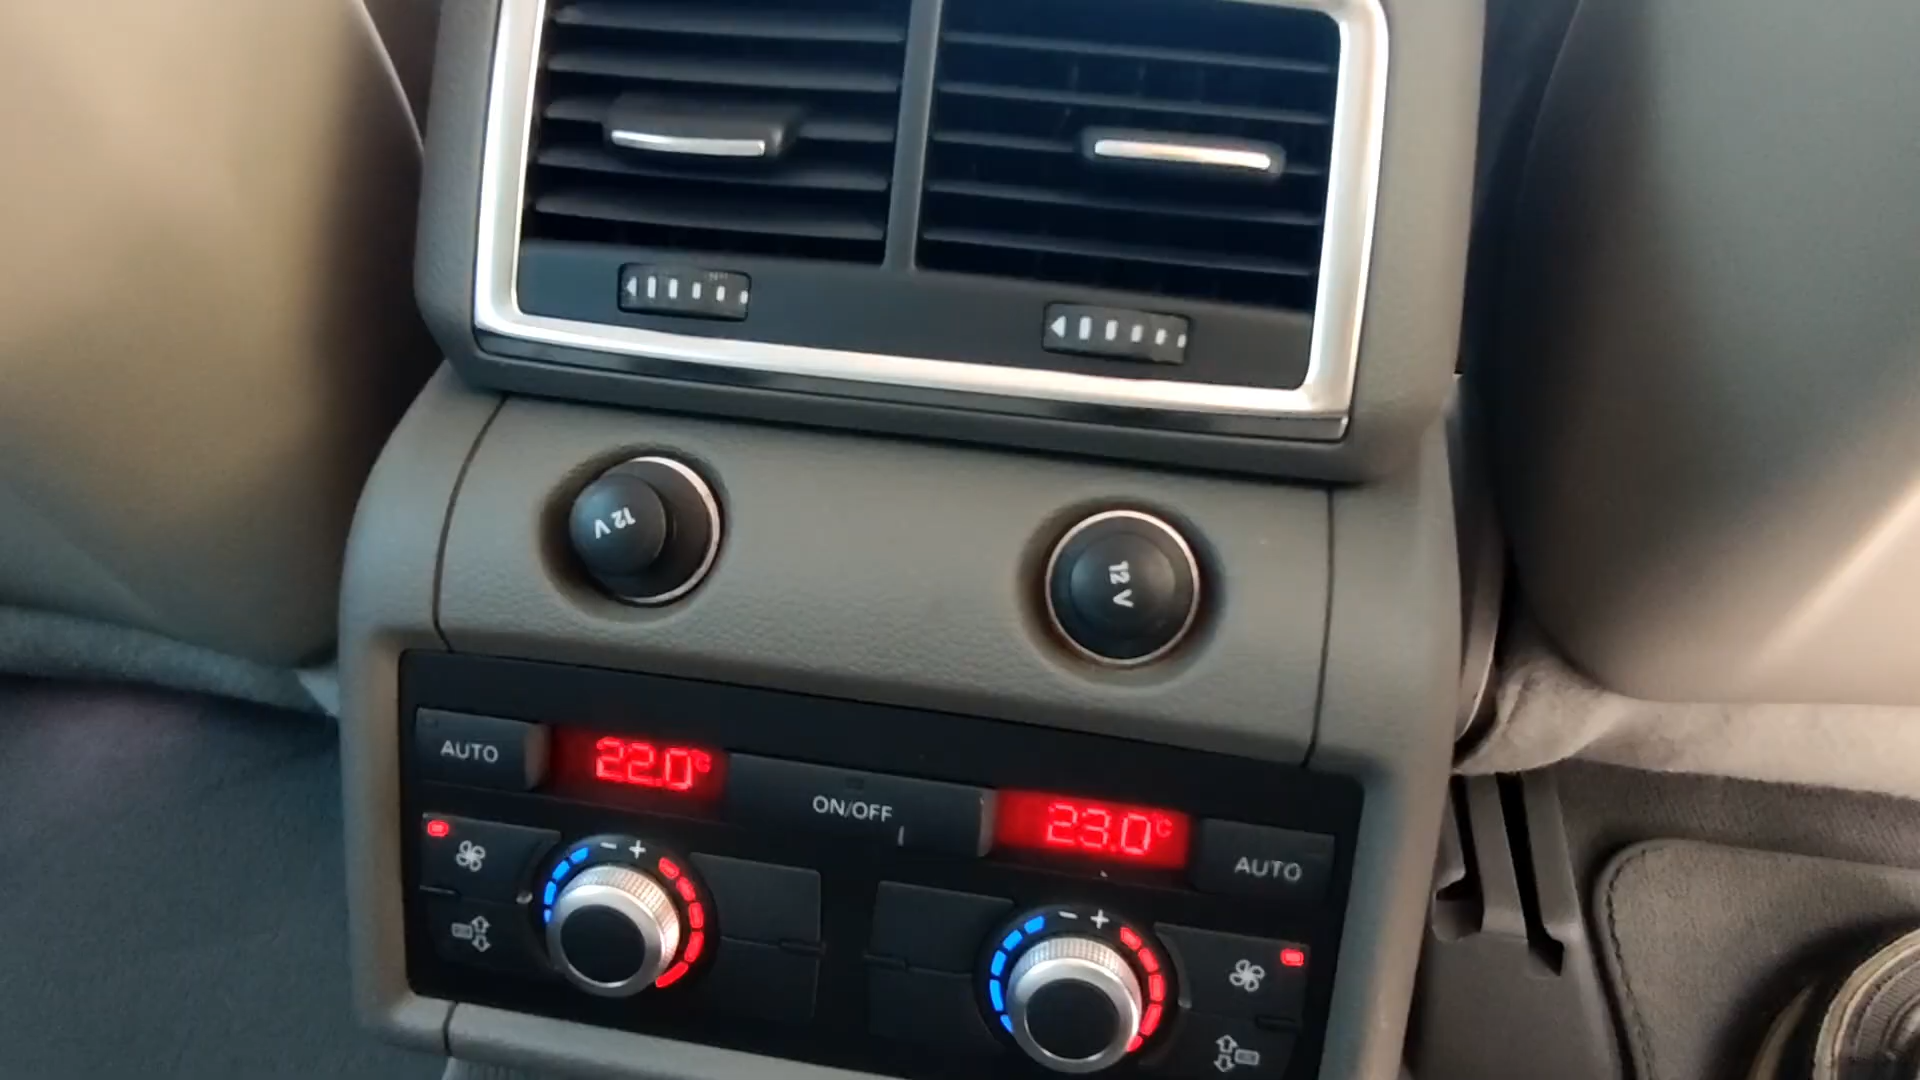 12 V
12 V
AUTO
22.0°C
ON/OFF
23.0°C
AUTO
- +
- +